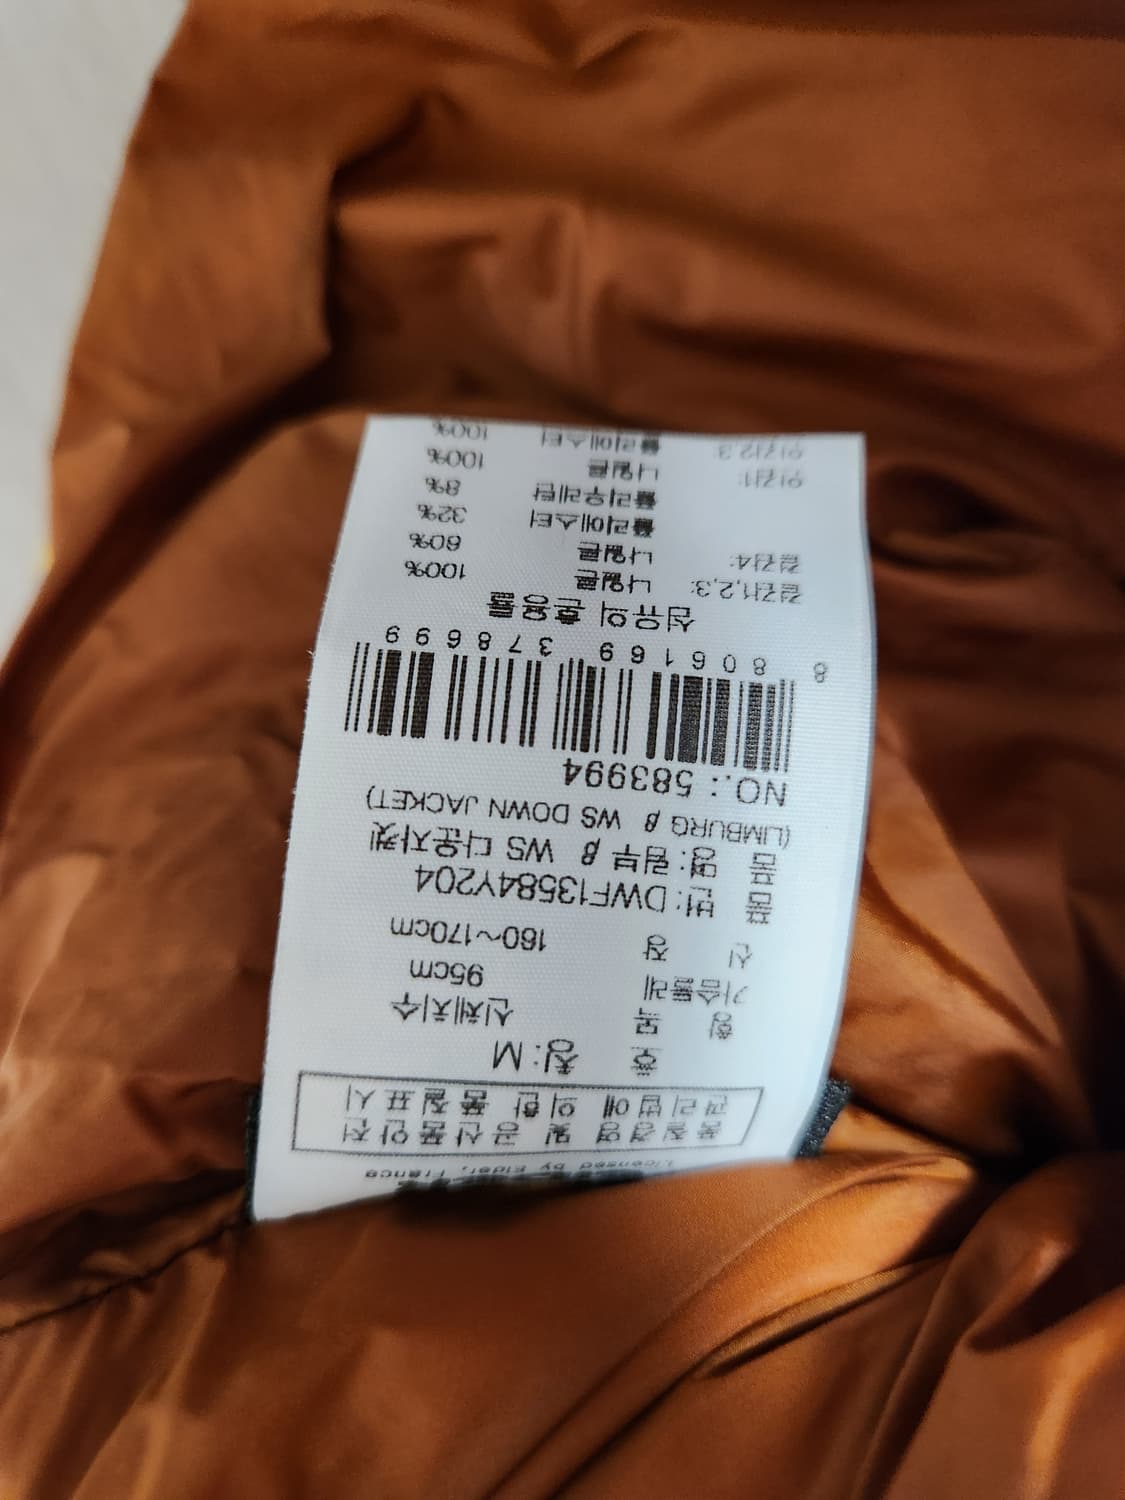 Licensed by Eider, France
품질경영 및 공산품안전
관리법에 의한 품질표시
호 칭: M
항 목 신체치수
가슴둘레 95cm
신 장 160~170cm
품 번: DWF13584Y204
품 명: 림부르 β WS 다운자켓
(LIMBURG β WS DOWN JACKET)
NO.: 583994
8 806169 378699
섬유의 혼용률
겉감1,2,3: 나일론 100%
겉감4: 나일론 60%
폴리에스터 32%
폴리우레탄 8%
안감1: 나일론 100%
안감2,3 폴리에스터 100%